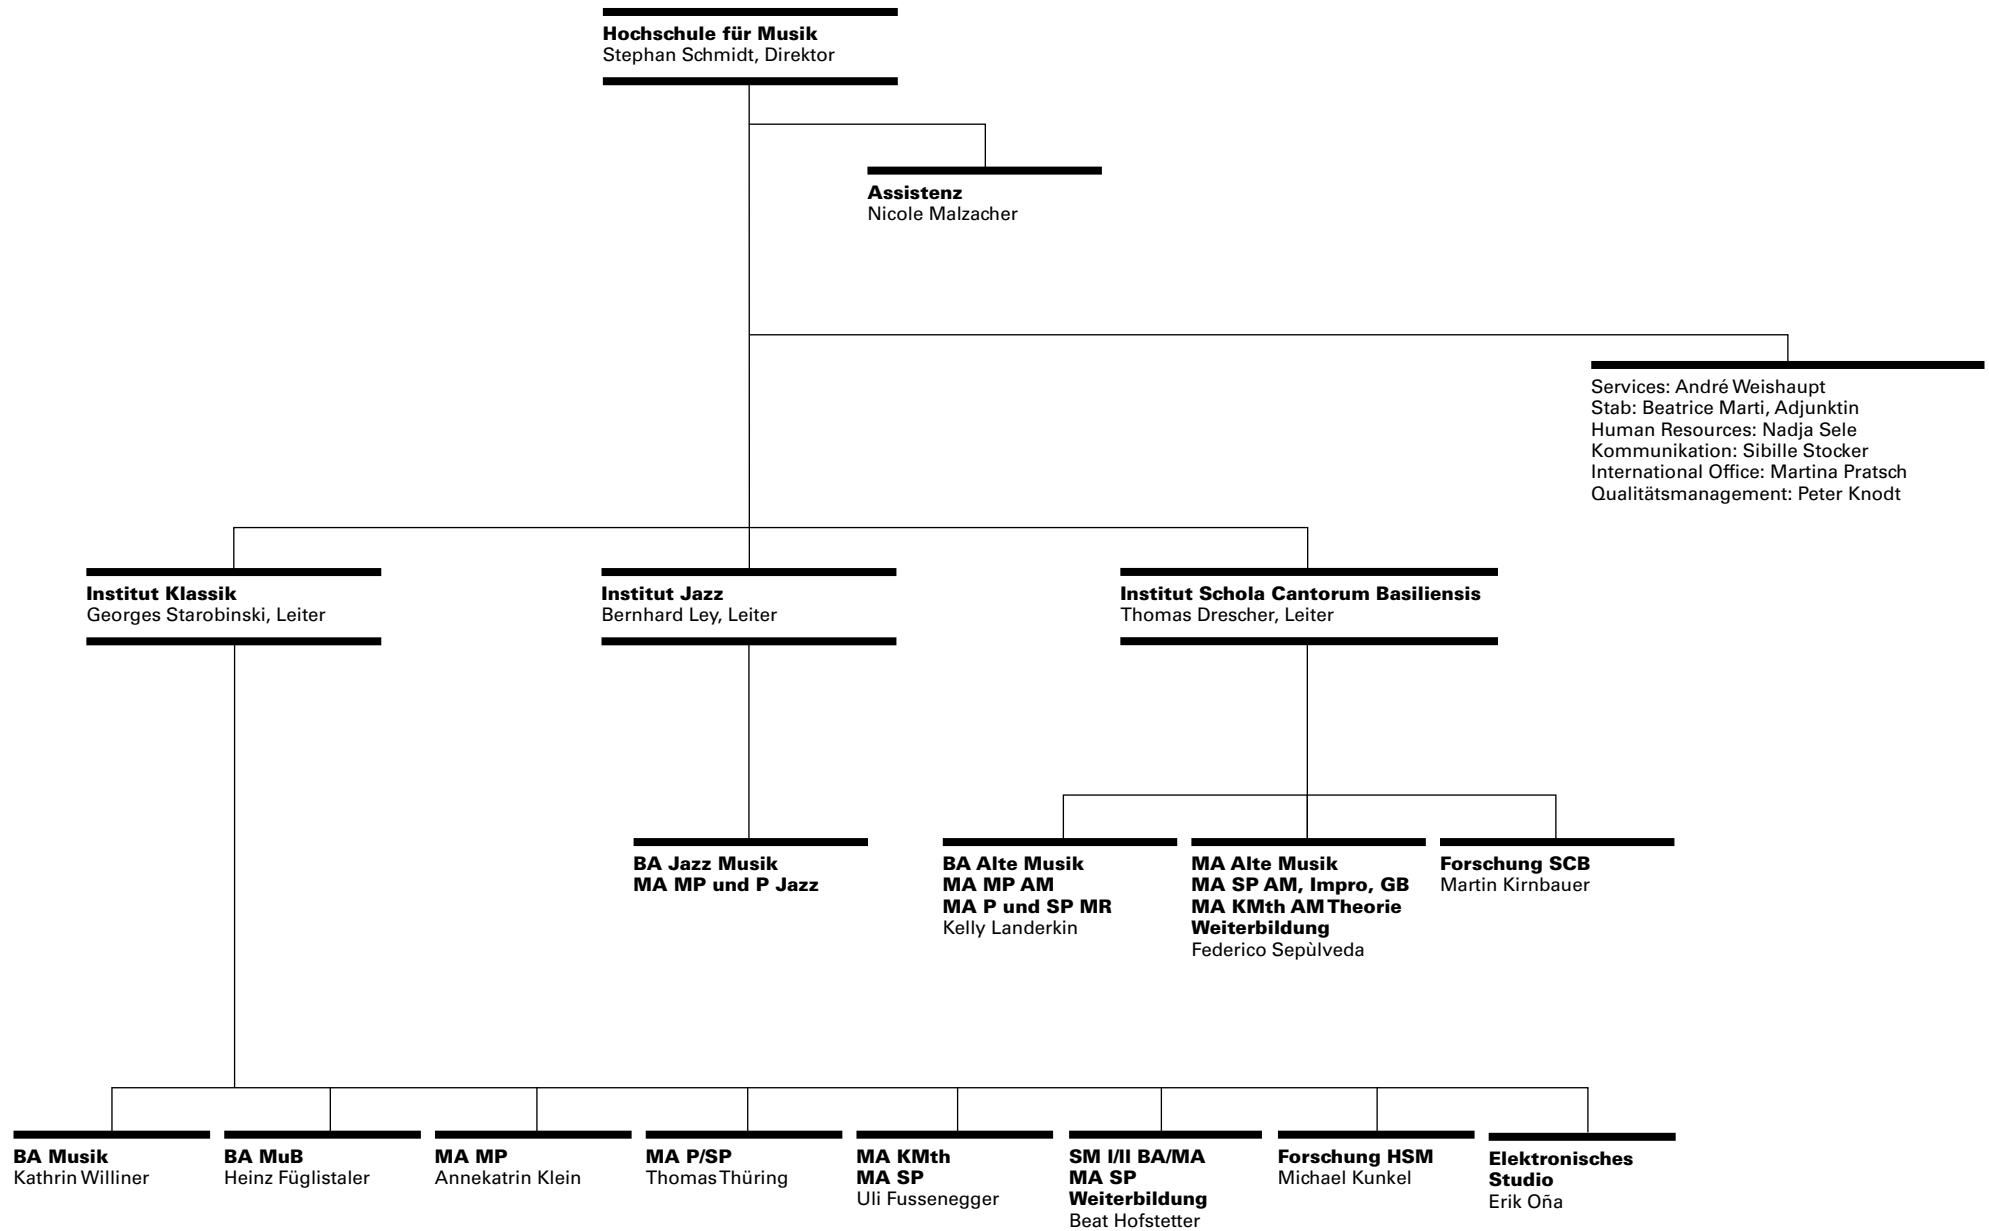 Hochschule für Musik
Stephan Schmidt, Direktor
Assistenz
Nicole Malzacher
Services: André Weishaupt
Stab: Beatrice Marti, Adjunktin
Human Resources: Nadja Sele
Kommunikation: Sibille Stocker
International Office: Martina Pratsch
Qualitätsmanagement: Peter Knodt
Institut Klassik
Georges Starobinski, Leiter
Institut Jazz
Bernhard Ley, Leiter
Institut Schola Cantorum Basiliensis
Thomas Drescher, Leiter
BA Jazz Musik
MA MP und P Jazz
BA Alte Musik
MA MP AM
MA P und SP MR
Kelly Landerkin
MA Alte Musik
MA SP AM, Impro, GB
MA KMth AM Theorie
Weiterbildung
Federico Sepùlveda
Forschung SCB
Martin Kirnbauer
BA Musik
Kathrin Williner
BA MuB
Heinz Füglistaler
MA MP
Annekatrin Klein
MA P/SP
Thomas Thüring
MA KMth
MA SP
Uli Fussenegger
SM I/II BA/MA
MA SP
Weiterbildung
Beat Hofstetter
Forschung HSM
Michael Kunkel
Elektronisches
Studio
Erik Oña